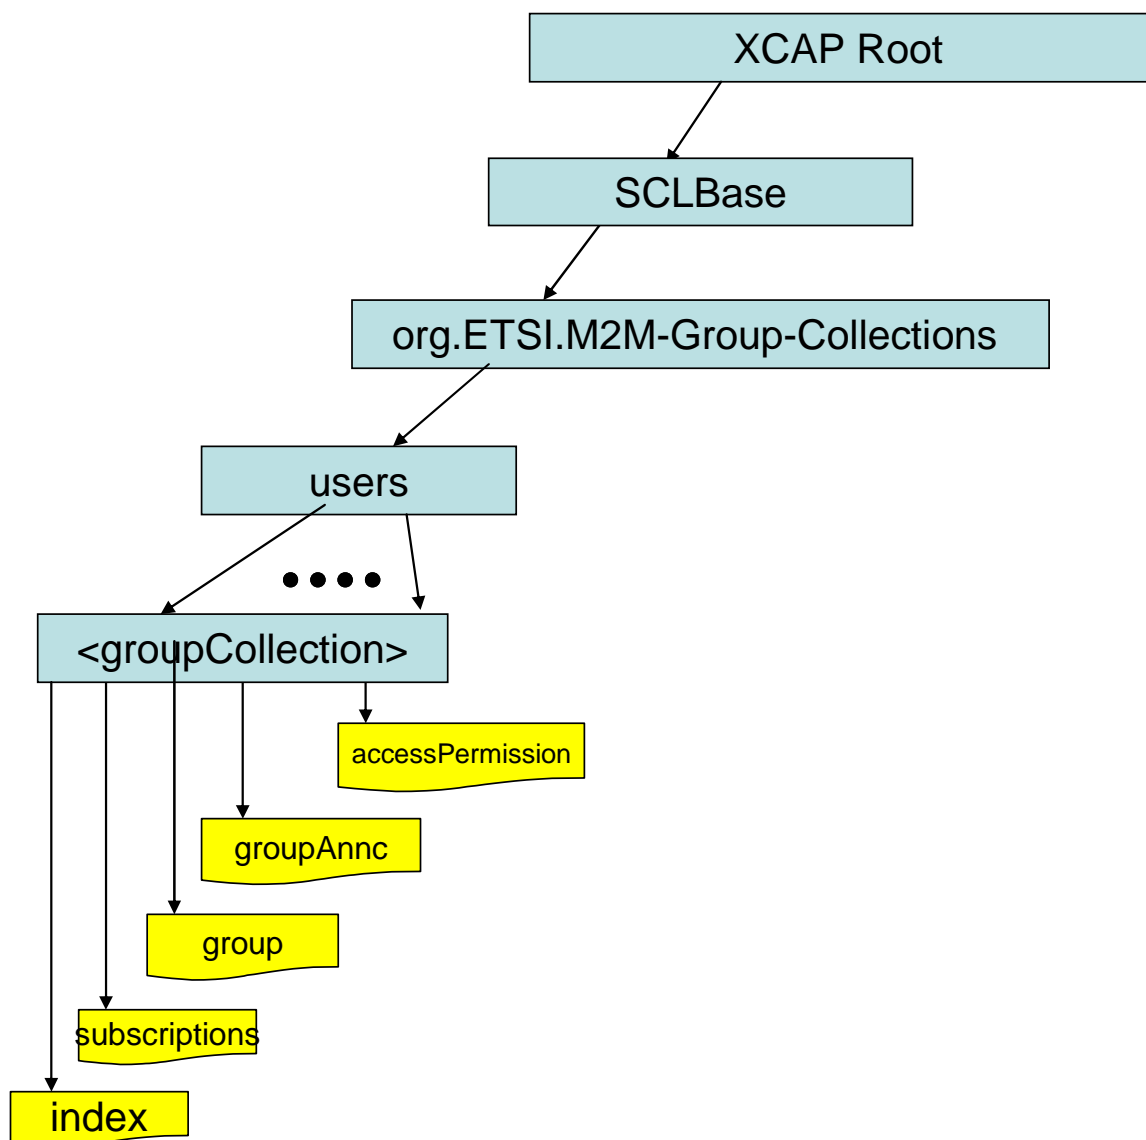 XCAP Root
SCLBase
org.ETSI.M2M-Group-Collections
users
<groupCollection>
accessPermission
groupAnnc
group
subscriptions
index